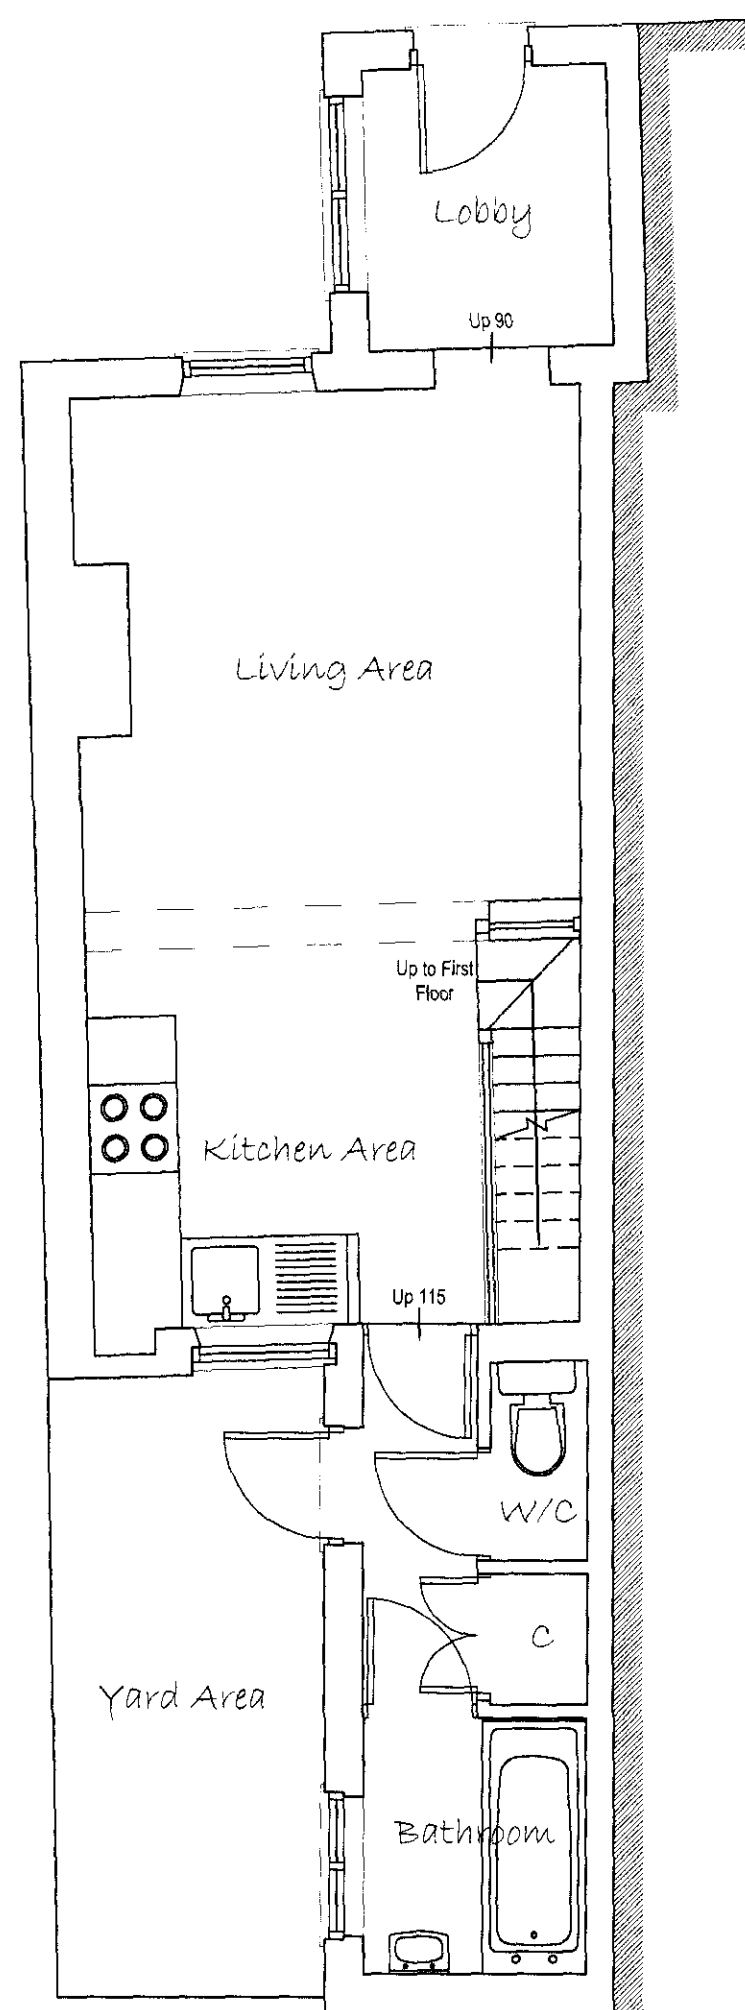 Lobby
Up 90
Living Area
Up to First
Floor
Kitchen Area
Up 115
W/C
C
Yard Area
Bathroom